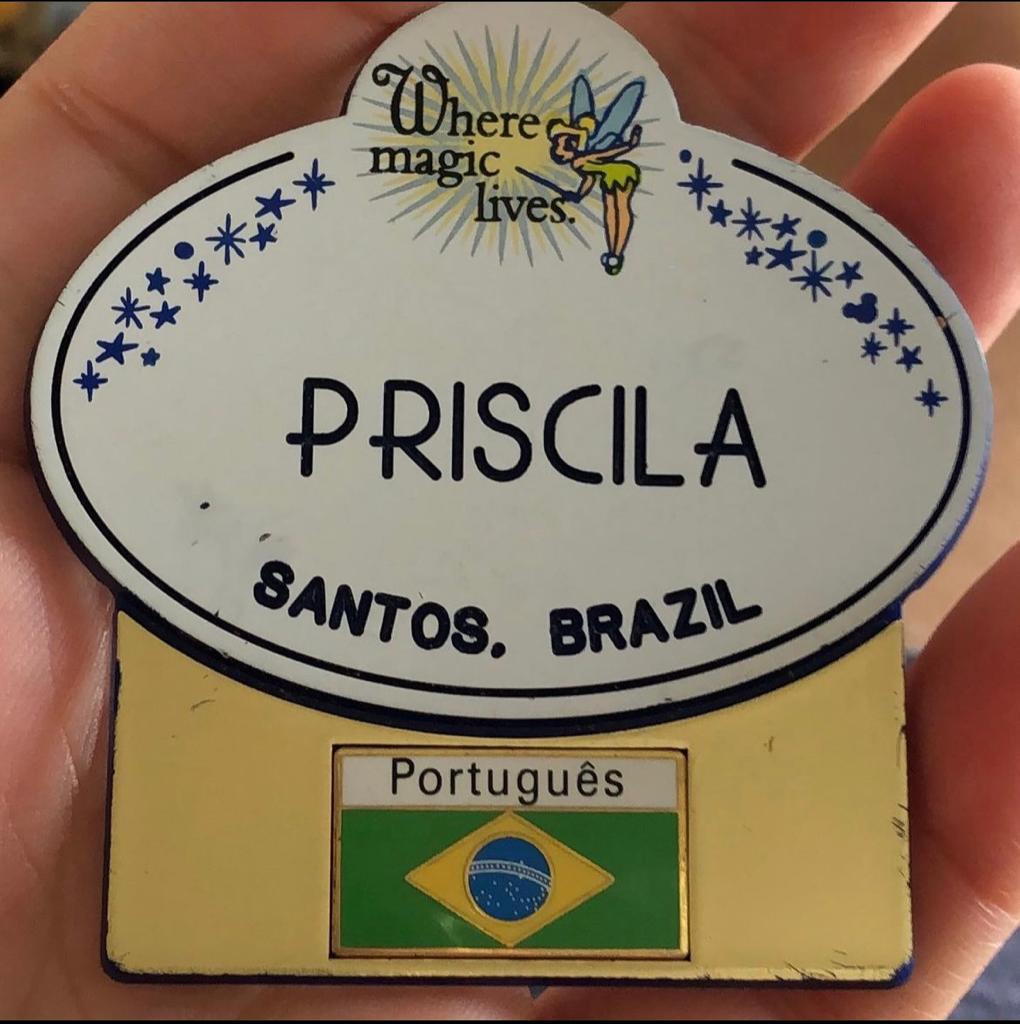 Where
magic
lives.
PRISCILA
SANTOS, BRAZIL
Português